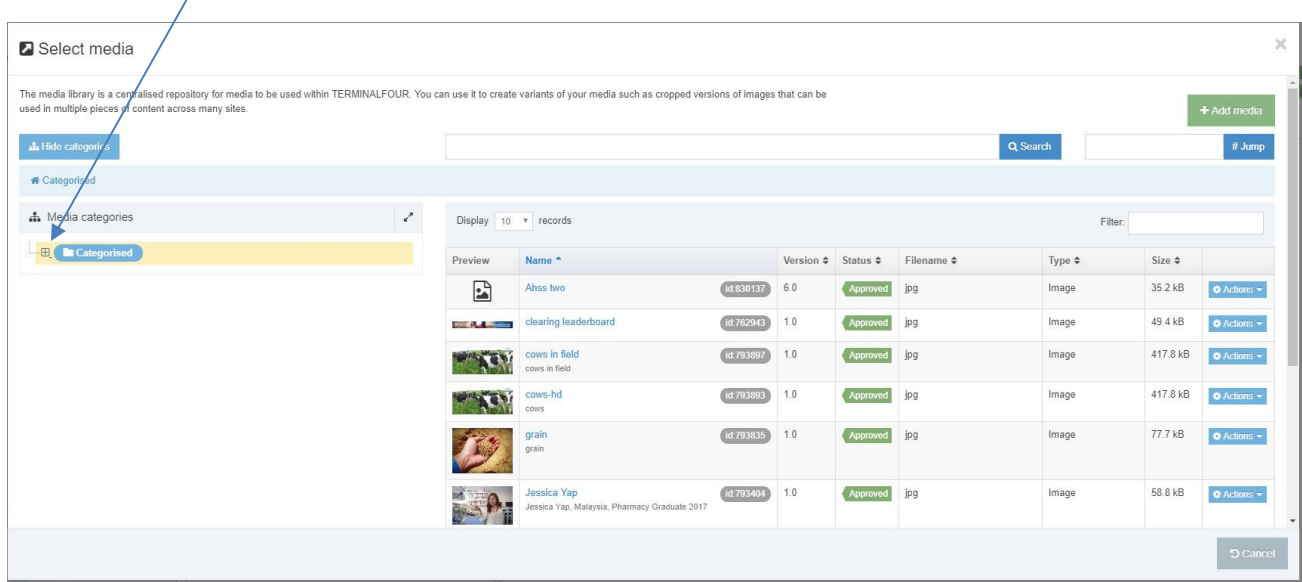 Select media
The media library is a centralised repository for media to be used within TERMINALFOUR. You can use it to create variants of your media such as cropped versions of images that can be
used in multiple pieces of content across many sites.
+ Add media
Hide categories
Search
# Jump
Categorised
Media categories
Display 10 records
Filter:
Categorised
Preview Name Version Status Filename Type Size
Ahss two id:830137 6.0 Approved jpg Image 35.2 kB Actions
clearing leaderboard id:762943 1.0 Approved jpg Image 49.4 kB Actions
cows in field id:793897 1.0 Approved jpg Image 417.8 kB Actions
cows in field
cows-hd id:793893 1.0 Approved jpg Image 417.8 kB Actions
cows
grain id:793835 1.0 Approved jpg Image 77.7 kB Actions
grain
Jessica Yap id:793404 1.0 Approved jpg Image 58.8 kB Actions
Jessica Yap, Malaysia, Pharmacy Graduate 2017
Cancel